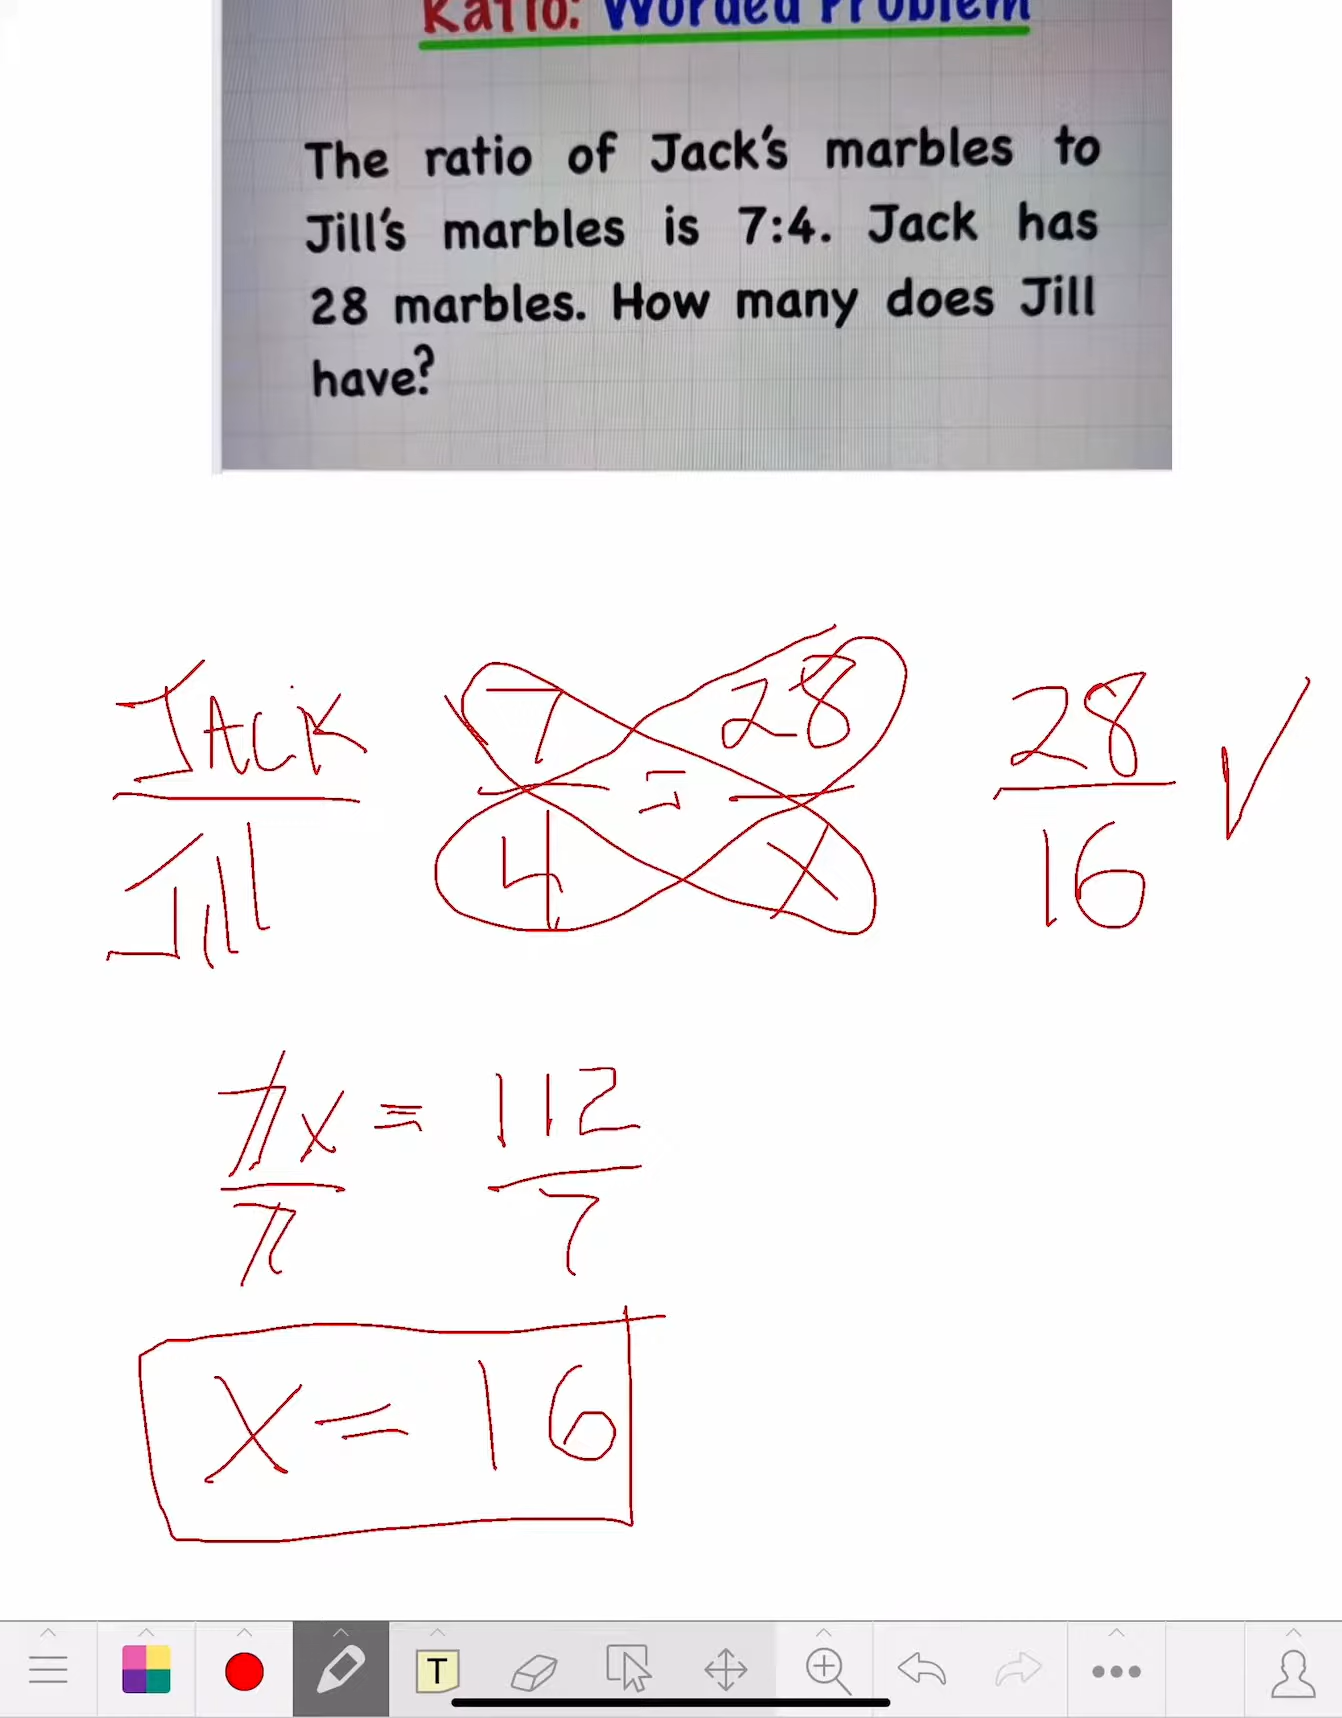 Ratio: Worded Problem
The ratio of Jack's marbles to
Jill's marbles is 7:4. Jack has
28 marbles. How many does Jill
have?
JAcK 7 = 28 28
Jill 4 x 16
7x = 112
7 7
x = 16
T